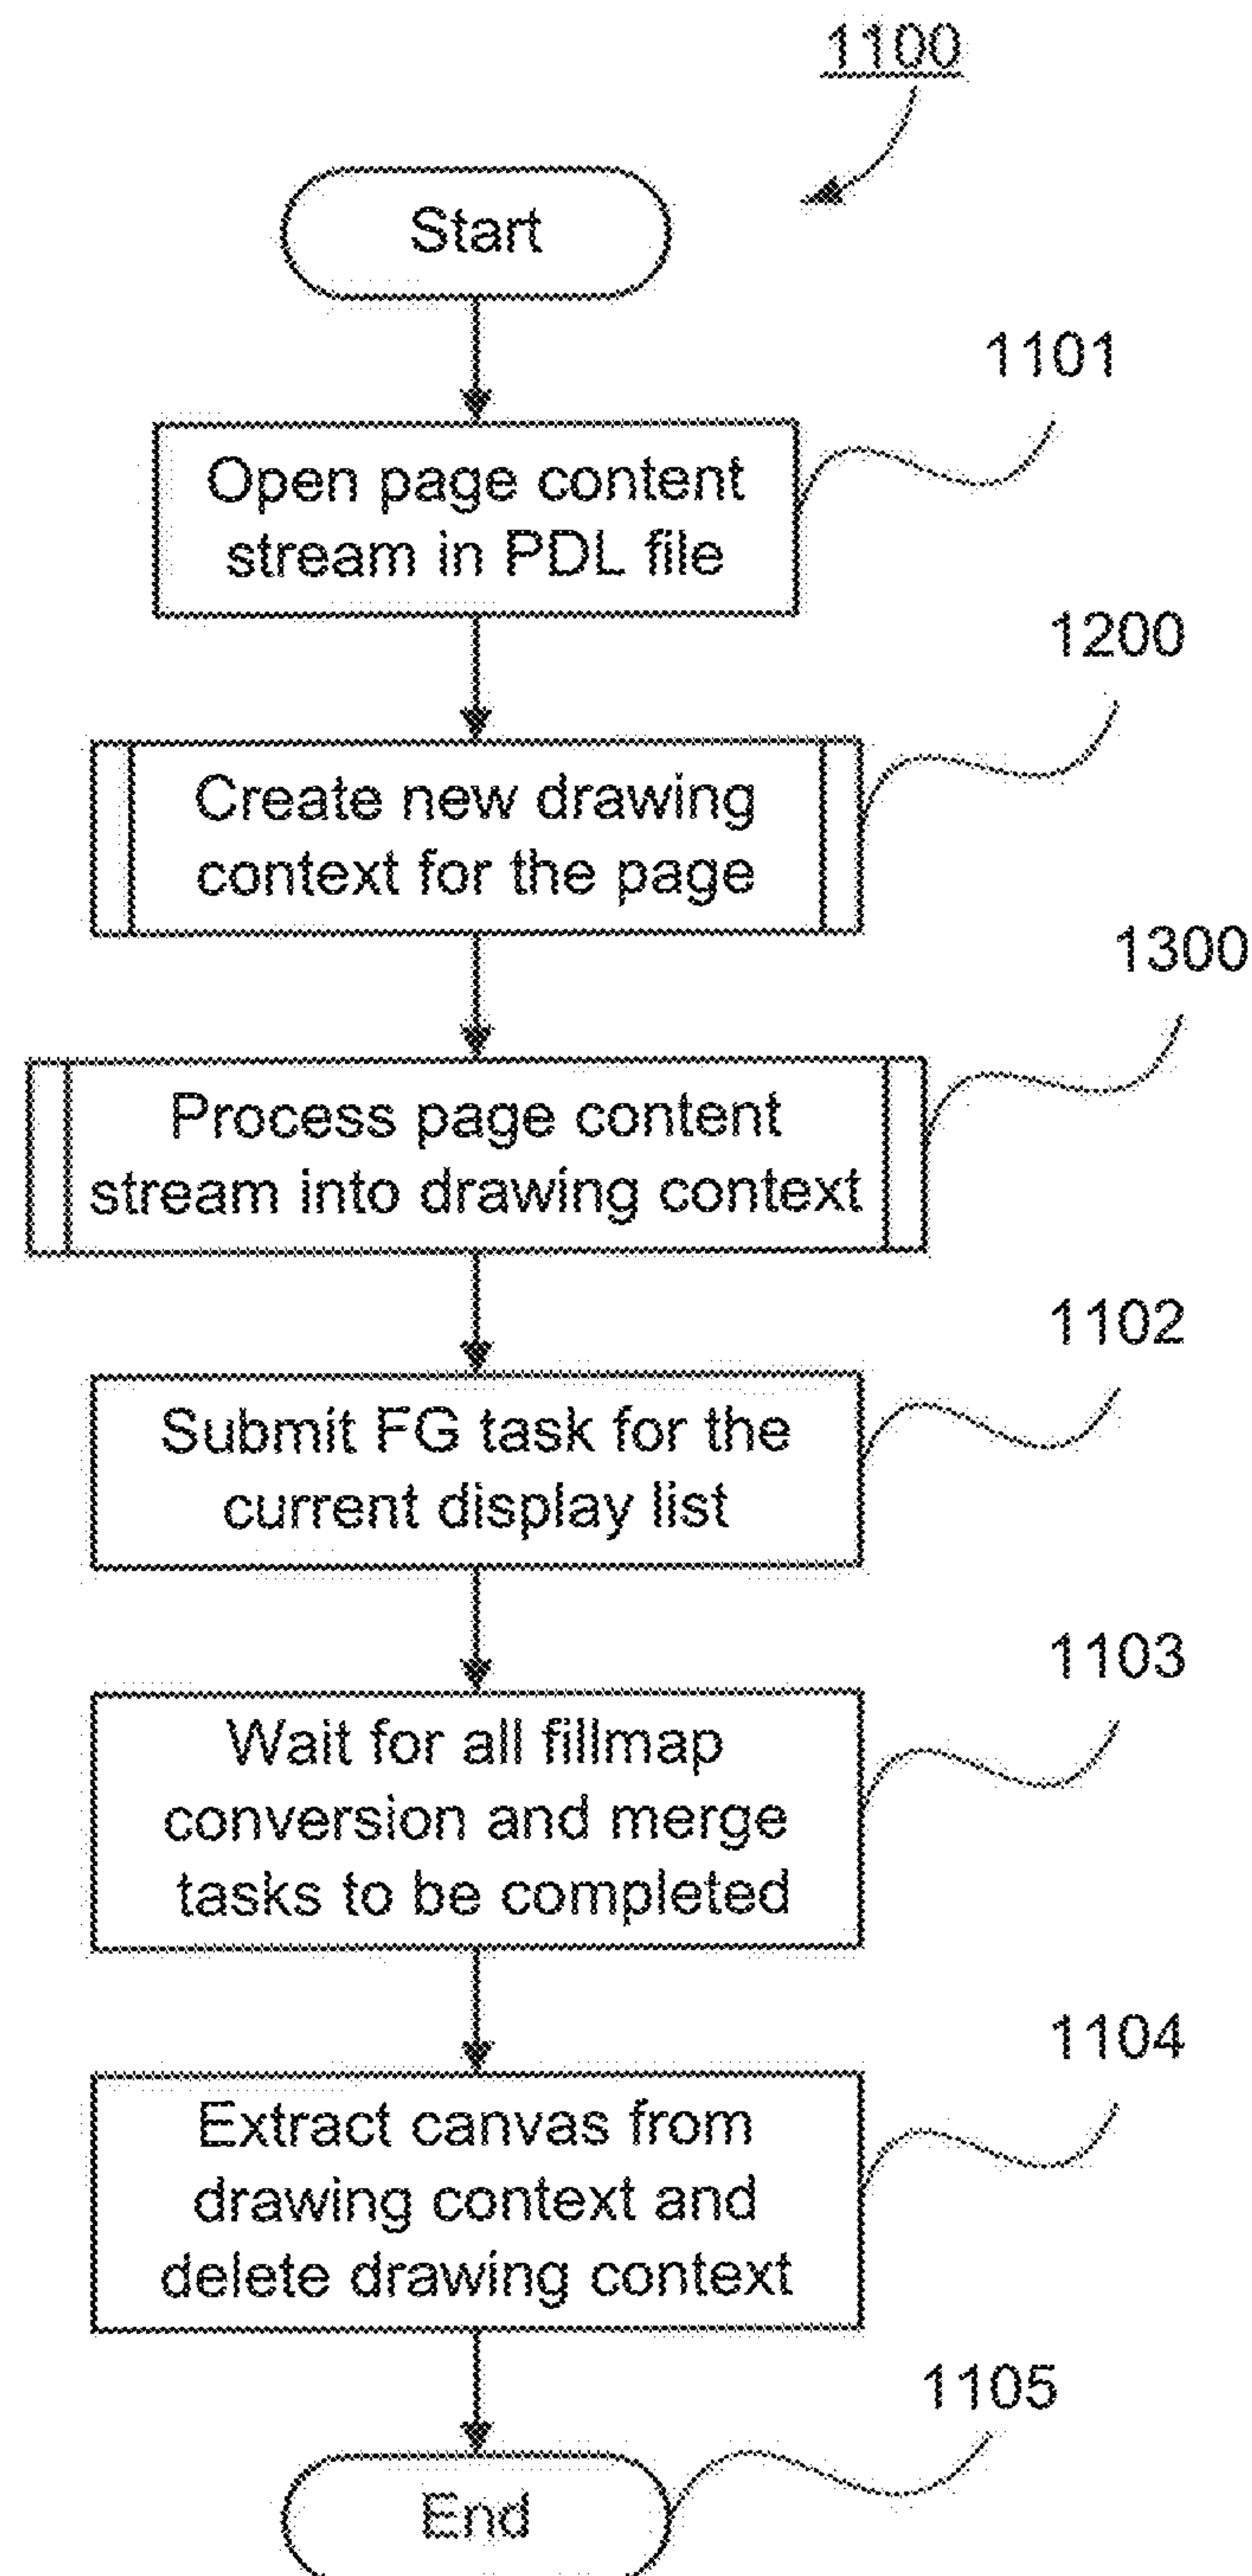 1100
Start
1101
Open page content
stream in PDL file
1200
Create new drawing
context for the page
1300
Process page content
stream into drawing context
1102
Submit FG task for the
current display list
1103
Wait for all fillmap
conversion and merge
tasks to be completed
1104
Extract canvas from
drawing context and
delete drawing context
1105
End